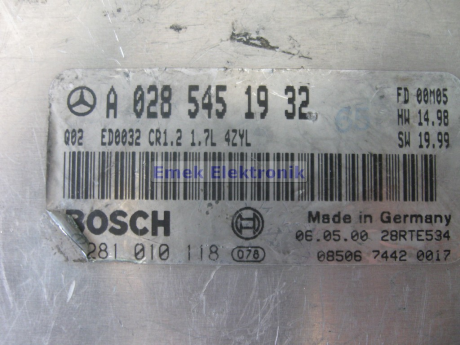 A 028 545 19 32
FD 00M05
HW 14.98
Q02 ED0032 CR1.2 1.7L 4ZYL
SW 19.99
Emek Elektronik
BOSCH
Made in Germany
06.05.00 28RTE534
281 010 118 078
08506 7442 0017